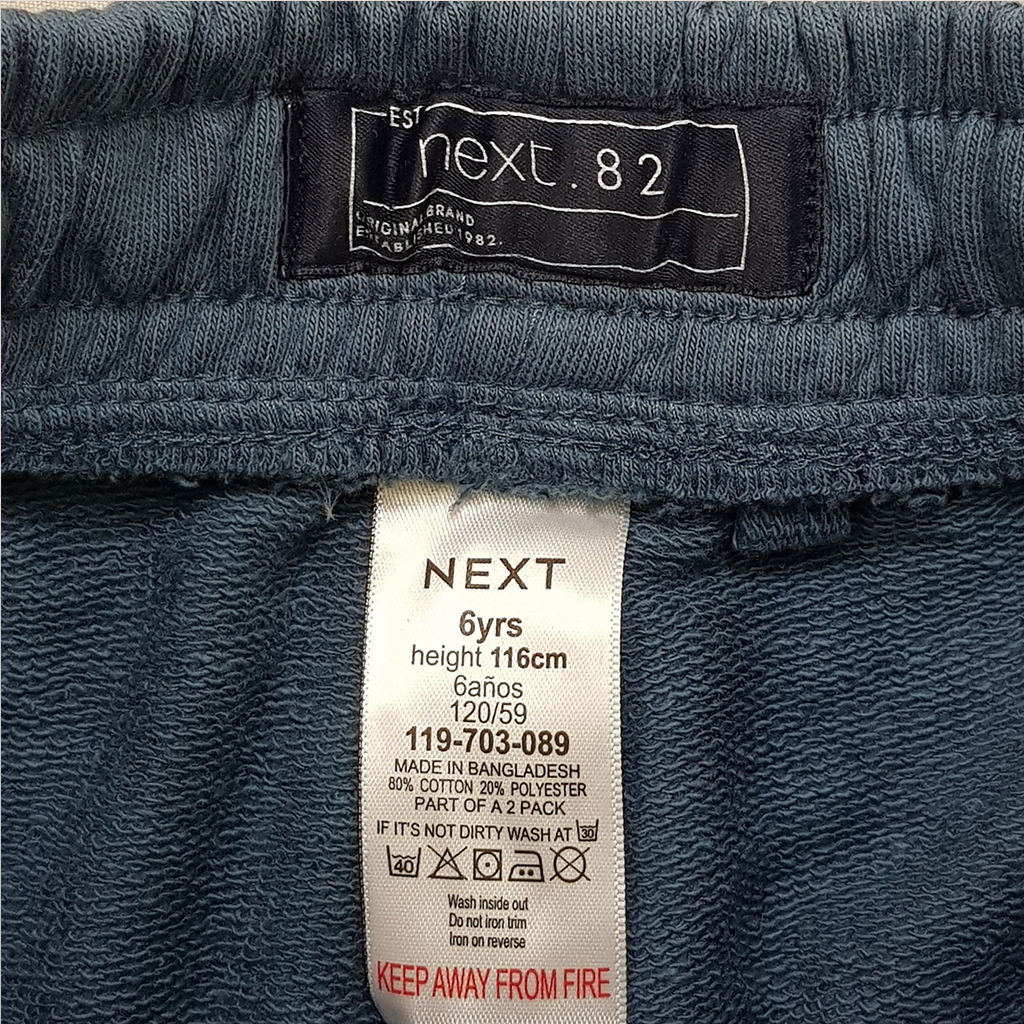 EST
next.82
ORIGINAL BRAND
ESTABLISHED 1982.
NEXT
6yrs
height 116cm
6años
120/59
119-703-089
MADE IN BANGLADESH
80% COTTON 20% POLYESTER
PART OF A 2 PACK
IF IT'S NOT DIRTY WASH AT 30
40
Wash inside out
Do not iron trim
Iron on reverse
KEEP AWAY FROM FIRE